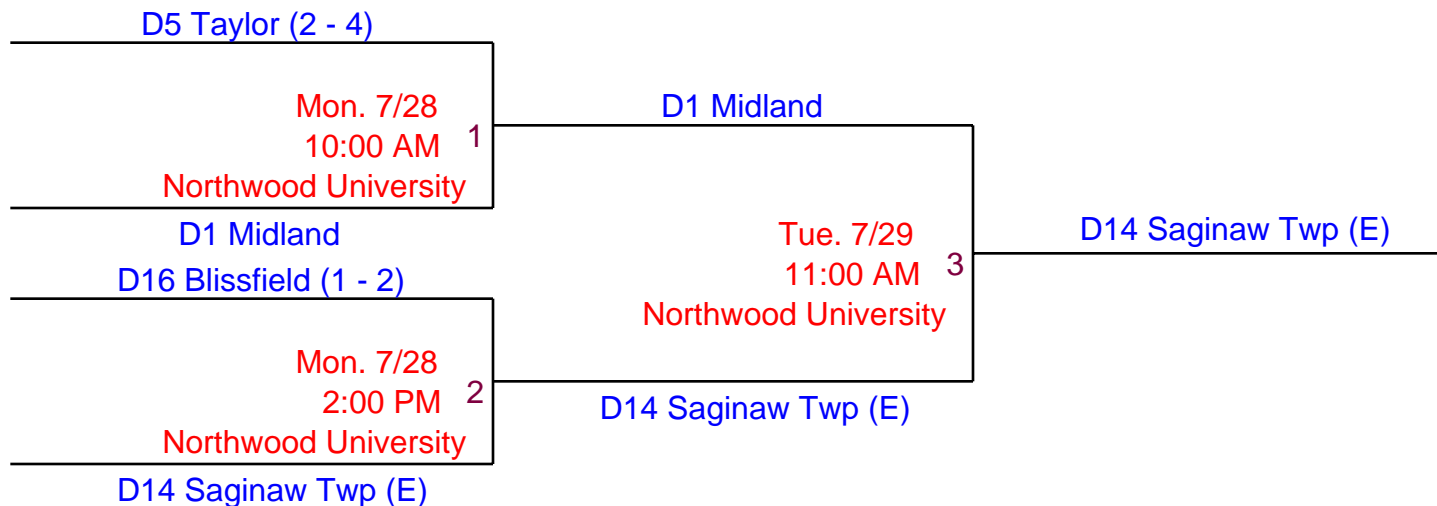 D5 Taylor (2 - 4)
Mon. 7/28
10:00 AM
1
Northwood University
D1 Midland
D1 Midland
D16 Blissfield (1 - 2)
Mon. 7/28
2:00 PM
2
Northwood University
D14 Saginaw Twp (E)
Tue. 7/29
11:00 AM
3
Northwood University
D14 Saginaw Twp (E)
D14 Saginaw Twp (E)